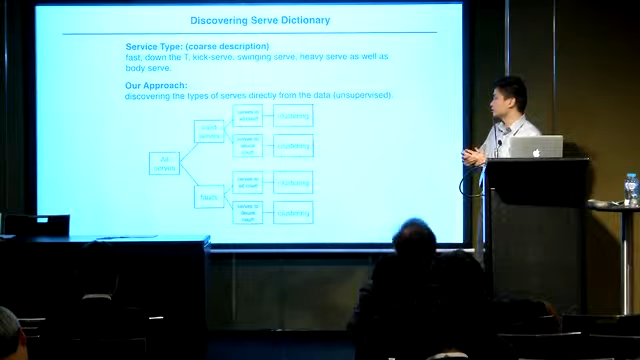 Discovering Serve Dictionary
Service Type: (coarse description)
fast, down the T, kick-serve, swinging serve, heavy serve as well as
body serve.
Our Approach:
discovering the types of serves directly from the data (unsupervised).
clustering
clustering
All
serves
faults
clustering
clustering